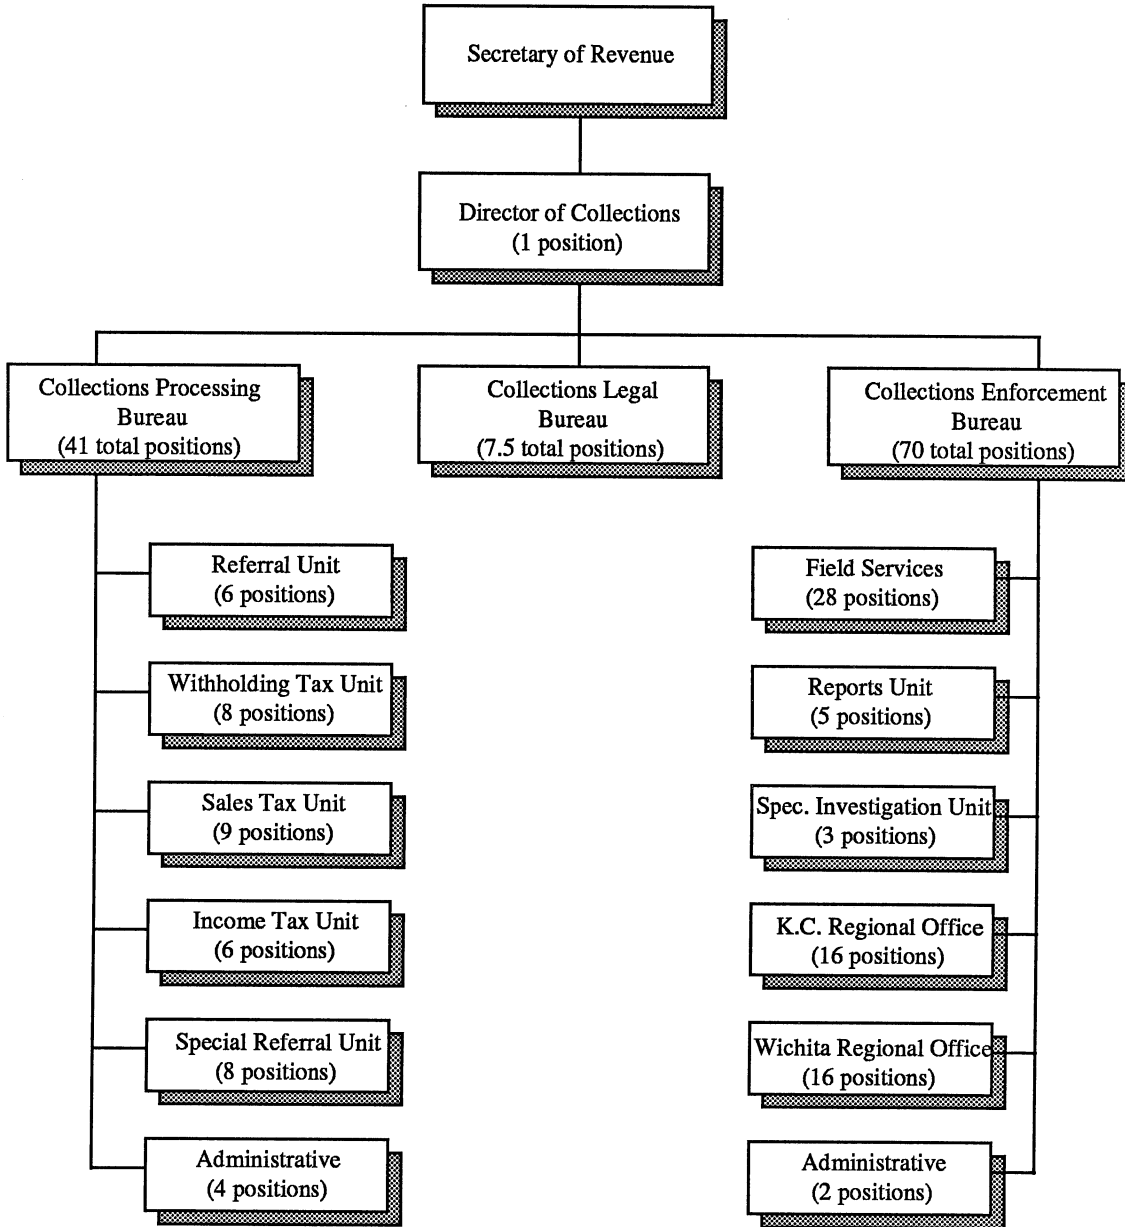 Secretary of Revenue
Director of Collections
(1 position)
Collections Processing
Bureau
(41 total positions)
Collections Legal
Bureau
(7.5 total positions)
Collections Enforcement
Bureau
(70 total positions)
Referral Unit
(6 positions)
Withholding Tax Unit
(8 positions)
Sales Tax Unit
(9 positions)
Income Tax Unit
(6 positions)
Special Referral Unit
(8 positions)
Administrative
(4 positions)
Field Services
(28 positions)
Reports Unit
(5 positions)
Spec. Investigation Unit
(3 positions)
K.C. Regional Office
(16 positions)
Wichita Regional Office
(16 positions)
Administrative
(2 positions)